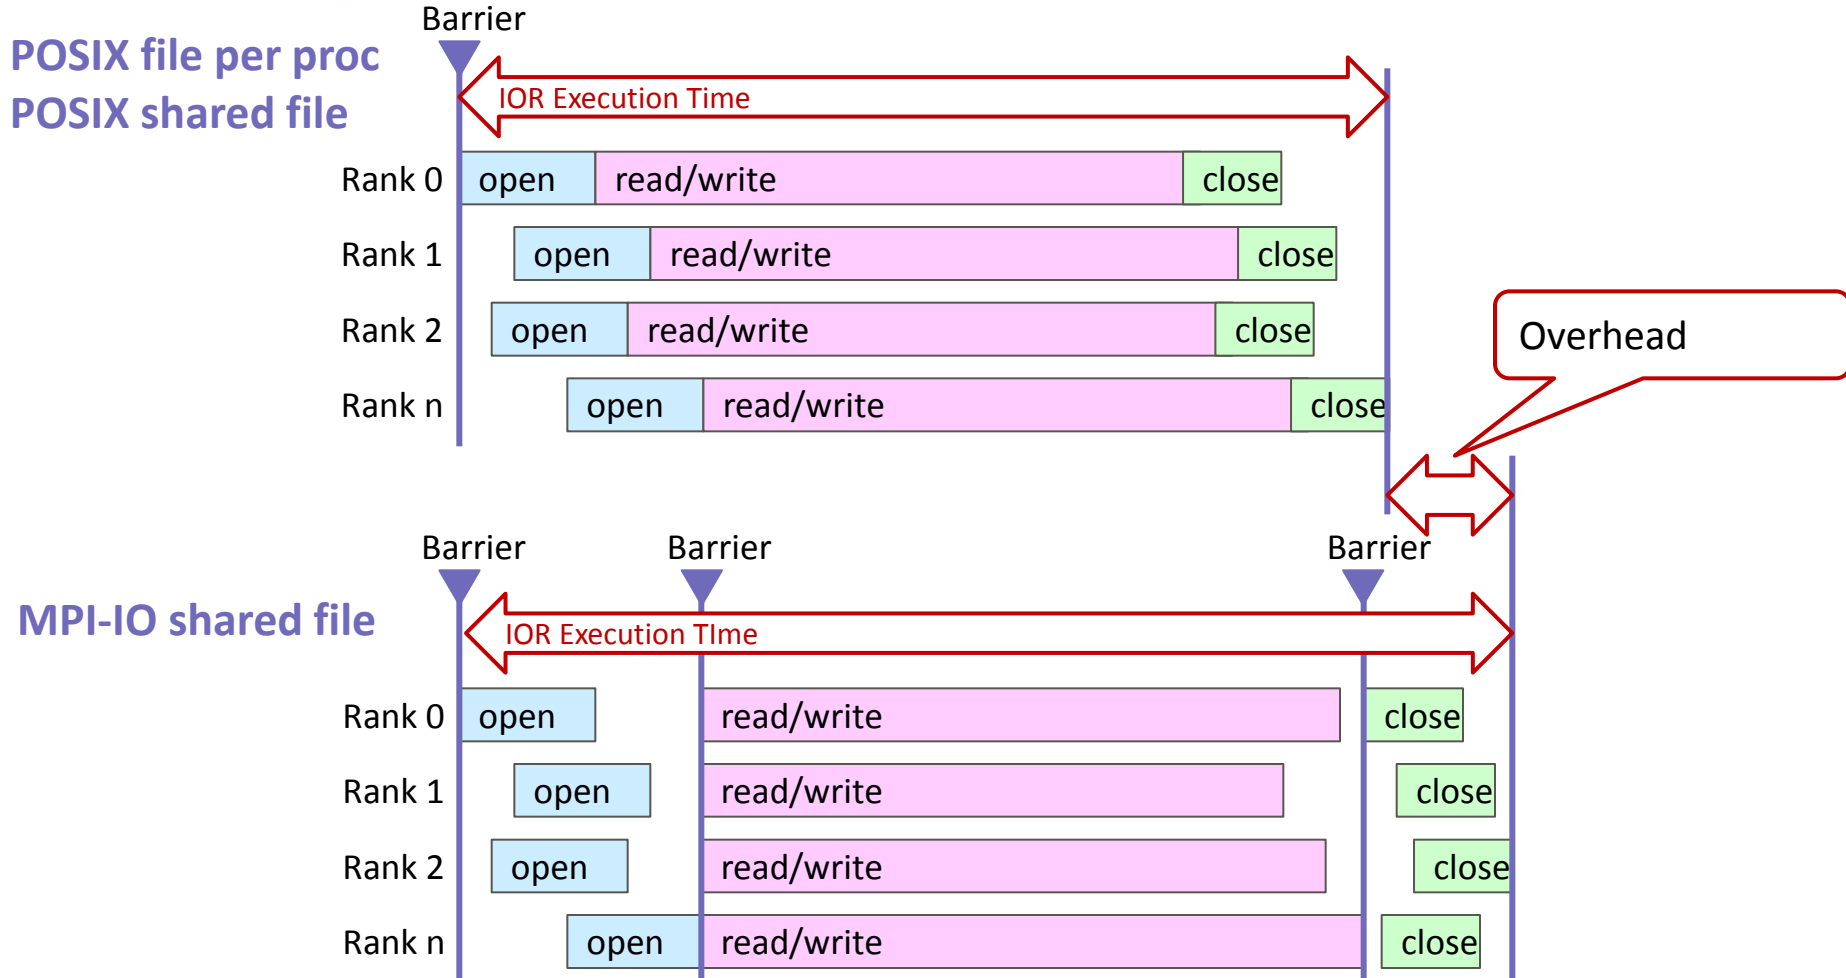 Barrier
POSIX file per proc
POSIX shared file
IOR Execution Time
Rank 0 open read/write close
Rank 1 open read/write close
Rank 2 open read/write close
Rank n open read/write close
Overhead
Barrier Barrier Barrier
MPI-IO shared file
IOR Execution TIme
Rank 0 open read/write close
Rank 1 open read/write close
Rank 2 open read/write close
Rank n open read/write close